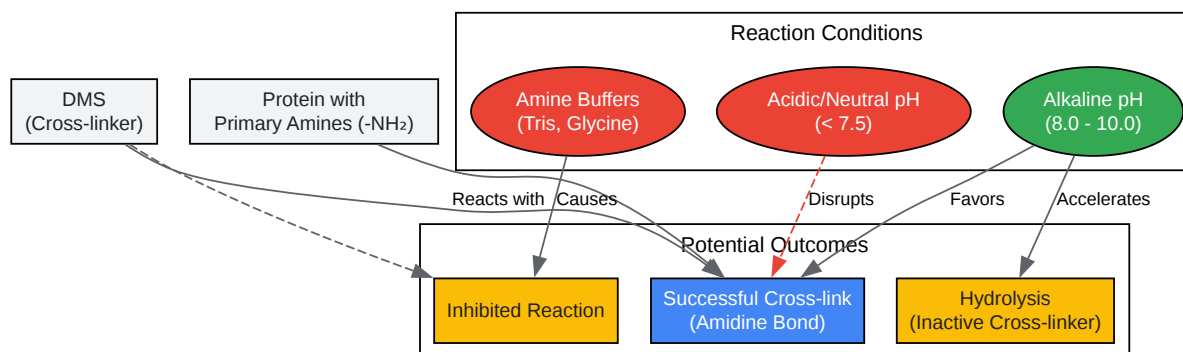 Reaction Conditions
DMS
(Cross-linker)
Protein with
Primary Amines (-NH₂)
Amine Buffers
(Tris, Glycine)
Acidic/Neutral pH
(< 7.5)
Alkaline pH
(8.0 - 10.0)
Reacts with
Causes
Disrupts
Favors
Accelerates
Potential Outcomes
Inhibited Reaction
Successful Cross-link
(Amidine Bond)
Hydrolysis
(Inactive Cross-linker)